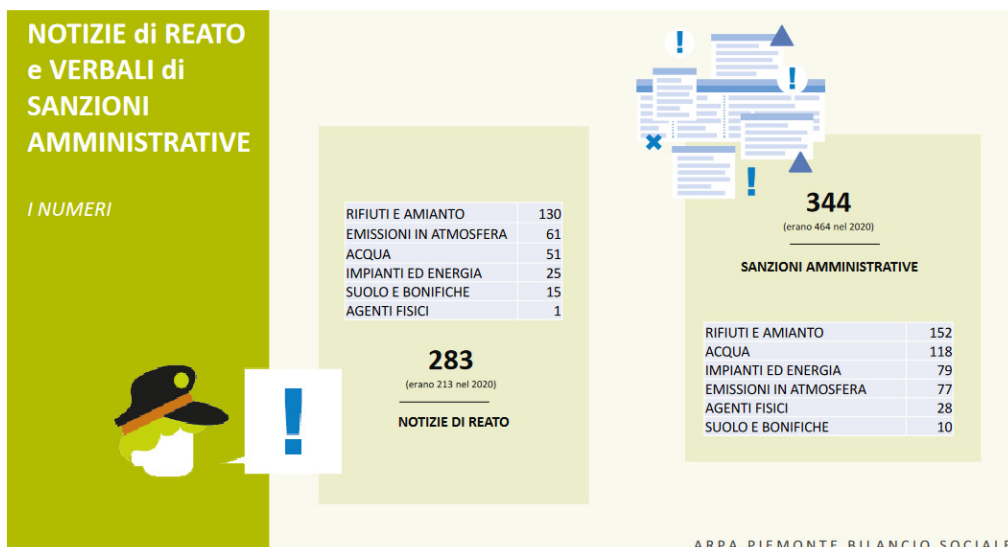 NOTIZIE di REATO
e VERBALI di
SANZIONI
AMMINISTRATIVE
I NUMERI
RIFIUTI E AMIANTO 130
EMISSIONI IN ATMOSFERA 61
ACQUA 51
IMPIANTI ED ENERGIA 25
SUOLO E BONIFICHE 15
AGENTI FISICI 1
283
(erano 213 nel 2020)
NOTIZIE DI REATO
!
!
!
!
344
(erano 464 nel 2020)
SANZIONI AMMINISTRATIVE
RIFIUTI E AMIANTO 152
ACQUA 118
IMPIANTI ED ENERGIA 79
EMISSIONI IN ATMOSFERA 77
AGENTI FISICI 28
SUOLO E BONIFICHE 10
ARPA PIEMONTE BILANCIO SOCIALE